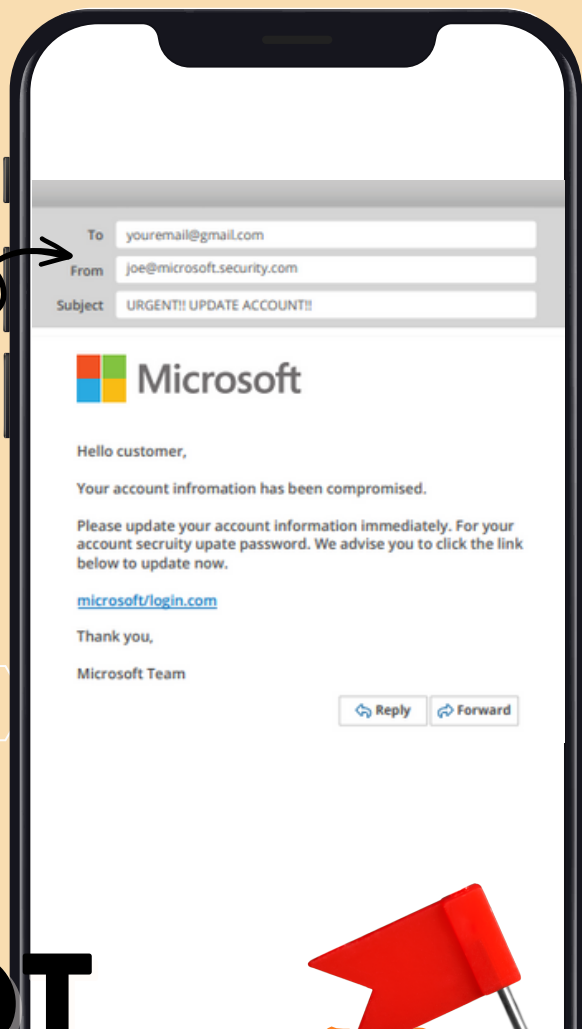 To youremail@gmail.com
From joe@microsoft.security.com
Subject URGENT!! UPDATE ACCOUNT!!
Microsoft
Hello customer,
Your account infromation has been compromised.
Please update your account information immediately. For your
account secruity upate password. We advise you to click the link
below to update now.
microsoft/login.com
Thank you,
Microsoft Team
Reply Forward